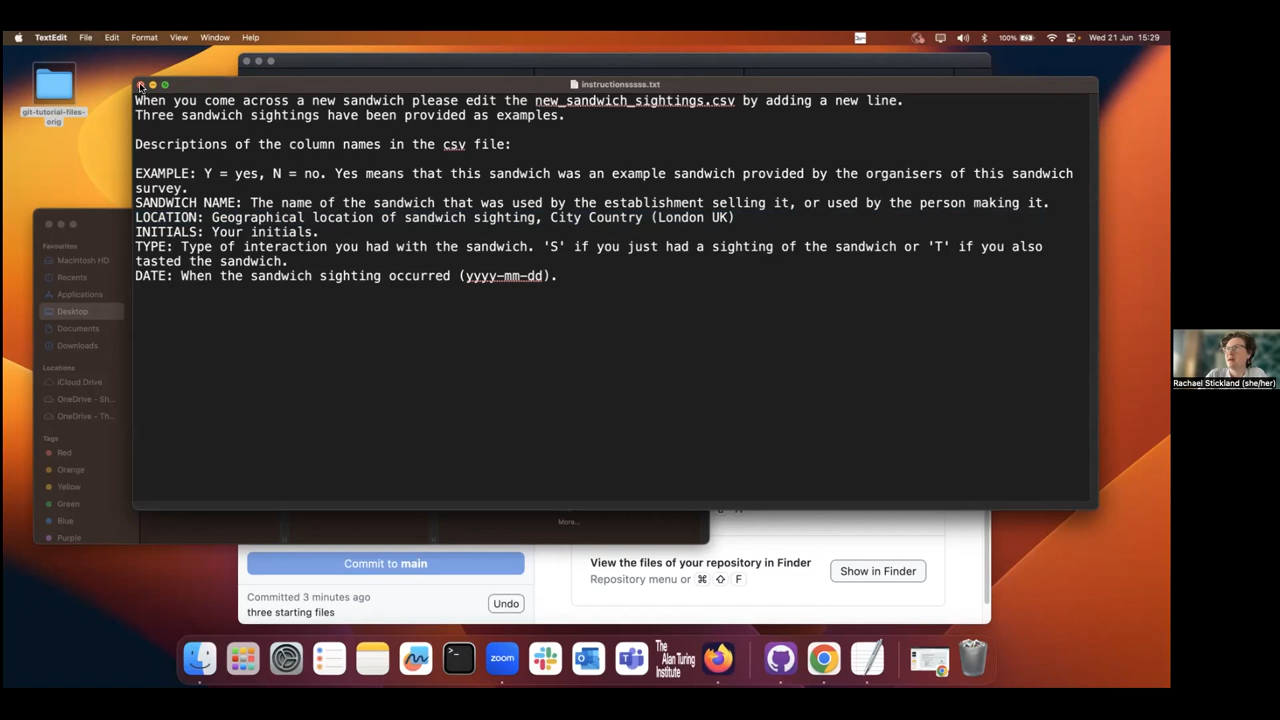 TextEdit File Edit Format View Window Help
100% Wed 21 Jun 15:29
git-tutorial-files-
orig
instructionsssss.txt
When you come across a new sandwich please edit the new_sandwich_sightings.csv by adding a new line.
Three sandwich sightings have been provided as examples.
Descriptions of the column names in the csv file:
EXAMPLE: Y = yes, N = no. Yes means that this sandwich was an example sandwich provided by the organisers of this sandwich
survey.
SANDWICH NAME: The name of the sandwich that was used by the establishment selling it, or used by the person making it.
LOCATION: Geographical location of sandwich sighting, City Country (London UK)
INITIALS: Your initials.
TYPE: Type of interaction you had with the sandwich. 'S' if you just had a sighting of the sandwich or 'T' if you also
tasted the sandwich.
DATE: When the sandwich sighting occurred (yyyy-mm-dd).
Favourites
Macintosh HD
Recents
Applications
Desktop
Documents
Downloads
Locations
iCloud Drive
OneDrive - Sh...
OneDrive - Th...
Tags
Red
Orange
Yellow
Green
Blue
Purple
More...
Commit to main
Committed 3 minutes ago
three starting files
Undo
View the files of your repository in Finder
Repository menu or ⌘ ⇧ F
Show in Finder
zoom
The
Alan Turing
Institute
Rachael Stickland (she/her)